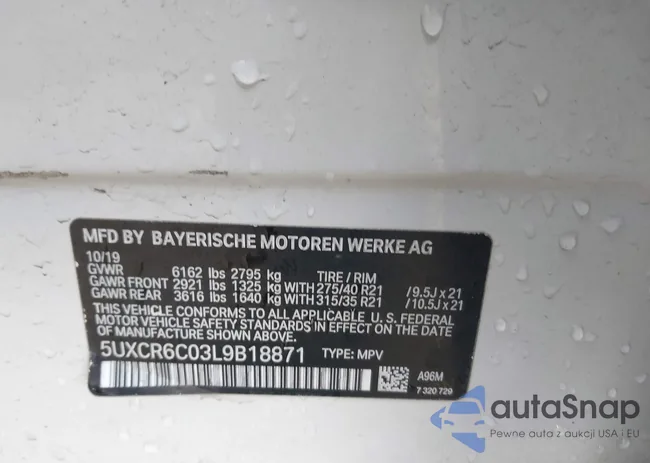 MFD BY BAYERISCHE MOTOREN WERKE AG
10/19
GVWR 6162 lbs 2795 kg TIRE / RIM
GAWR FRONT 2921 lbs 1325 kg WITH 275/40 R21 /9.5J x 21
GAWR REAR 3616 lbs 1640 kg WITH 315/35 R21 /10.5J x 21
THIS VEHICLE CONFORMS TO ALL APPLICABLE U. S. FEDERAL
MOTOR VEHICLE SAFETY STANDARDS IN EFFECT ON THE
DATE OF MANUFACTURE SHOWN ABOVE.
5UXCR6C03L9B18871 TYPE: MPV
A96M
7 320 729
autaSnap
Pewne auta z aukcji USA i EU